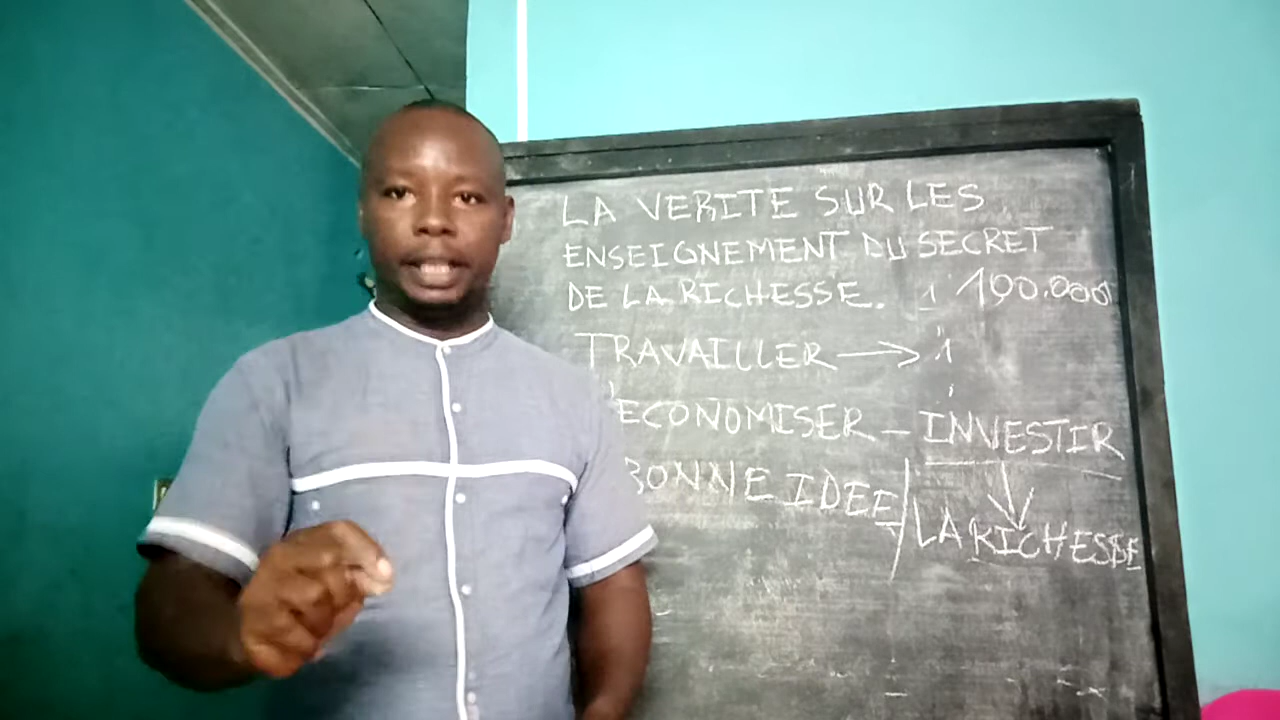 LA VERITE SUR LES
ENSEIGNEMENT DU SECRET
DE LA RICHESSE. 1 190.000
TRAVAILLER → 1
ECONOMISER - INVESTIR
BONNE IDEE / LA RICHESSE